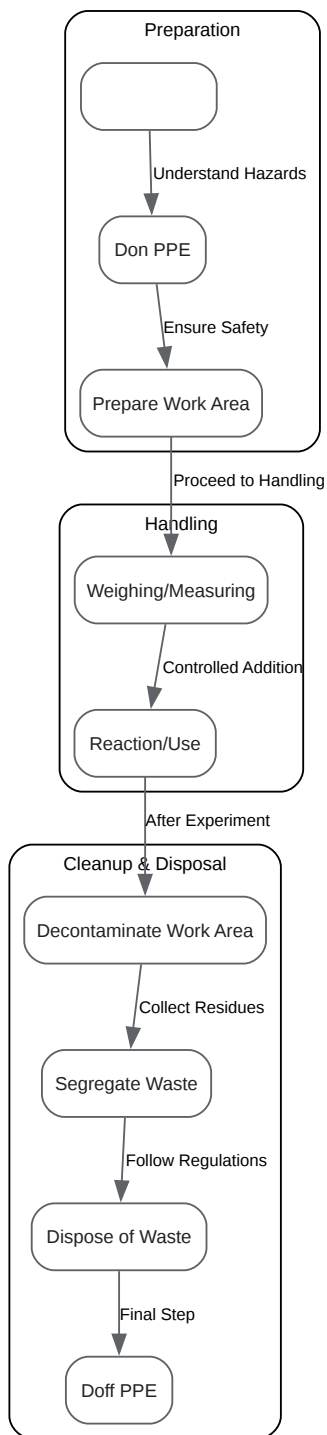 Preparation
Understand Hazards
Don PPE
Ensure Safety
Prepare Work Area
Proceed to Handling
Handling
Weighing/Measuring
Controlled Addition
Reaction/Use
After Experiment
Cleanup & Disposal
Decontaminate Work Area
Collect Residues
Segregate Waste
Follow Regulations
Dispose of Waste
Final Step
Doff PPE